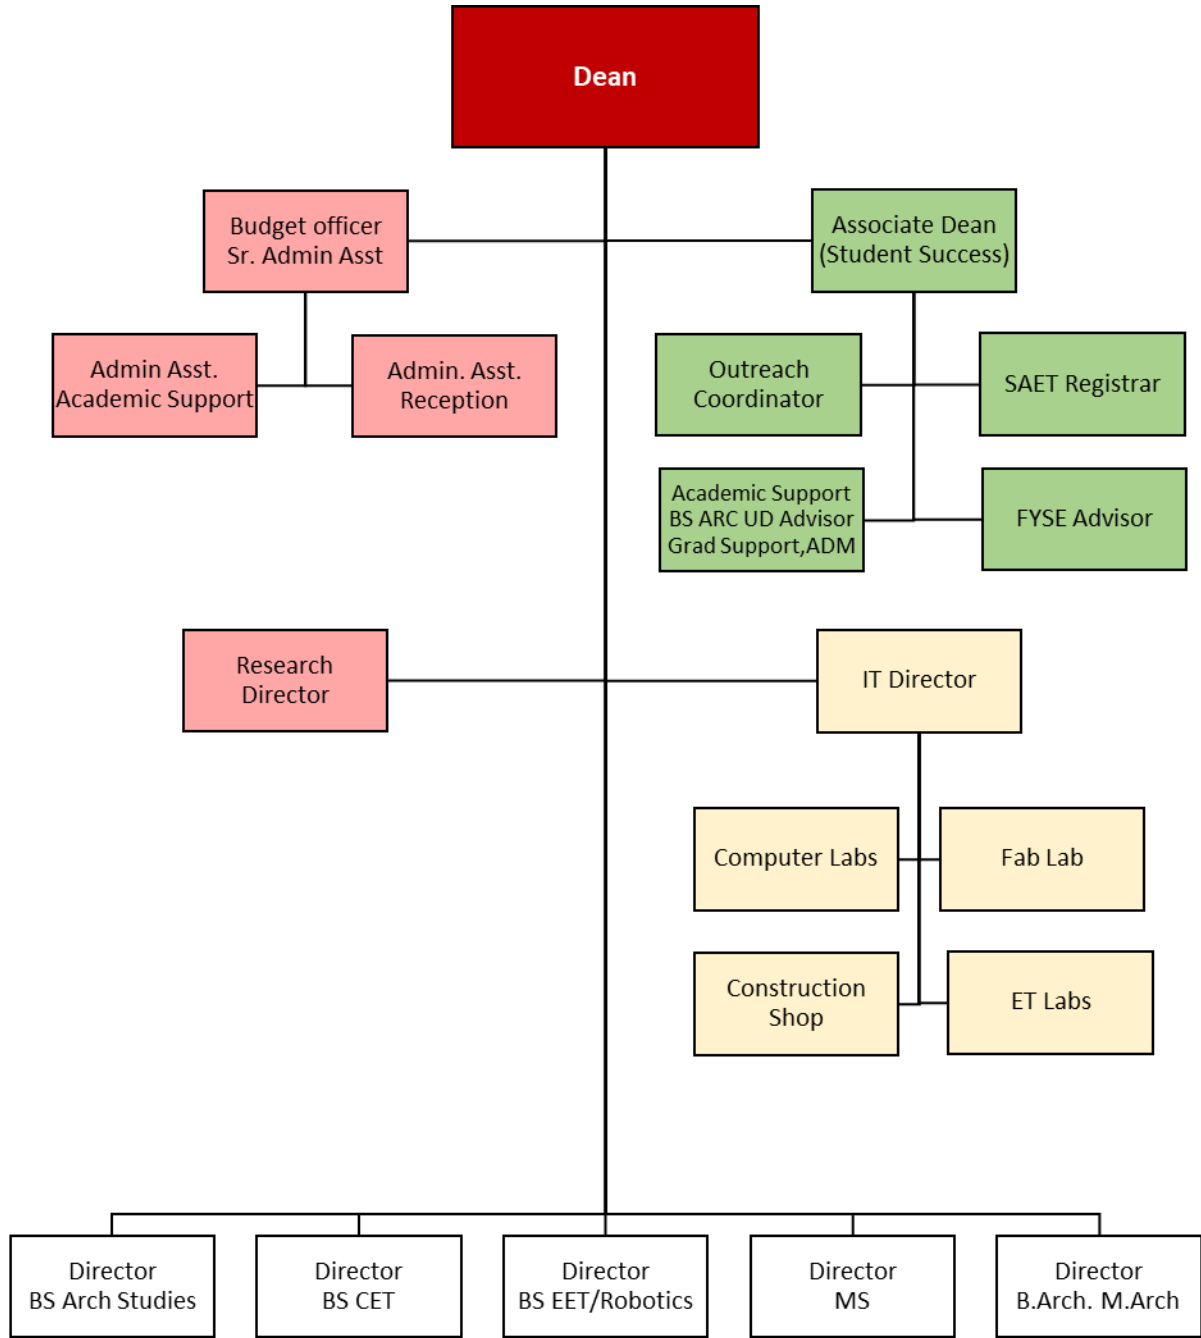 Dean
Budget officer
Sr. Admin Asst
Associate Dean
(Student Success)
Admin Asst.
Academic Support
Admin. Asst.
Reception
Outreach
Coordinator
SAET Registrar
Academic Support
BS ARC UD Advisor
Grad Support,ADM
FYSE Advisor
Research
Director
IT Director
Computer Labs
Fab Lab
Construction
Shop
ET Labs
Director
BS Arch Studies
Director
BS CET
Director
BS EET/Robotics
Director
MS
Director
B.Arch. M.Arch